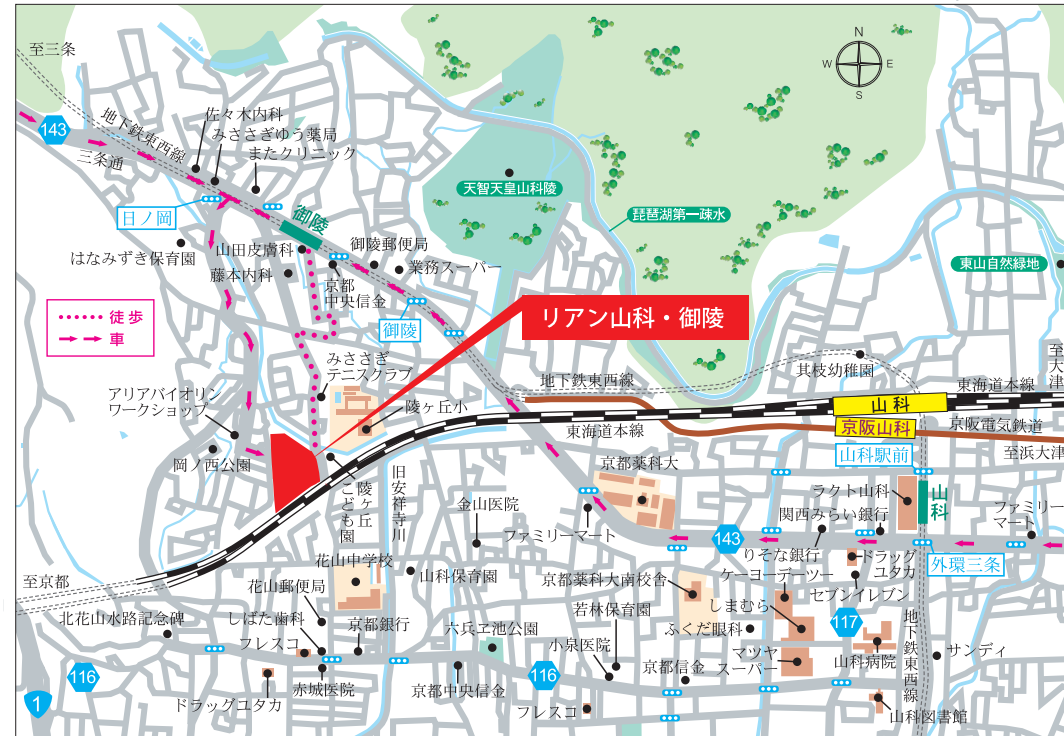 至三条
143
地下鉄東西線
三条通
佐々木内科
みささぎゆう薬局
またクリニック
日ノ岡
御陵
はなみずき保育園
山田皮膚科
藤本内科
京都
中央信金
御陵郵便局
業務スーパー
御陵
天智天皇山科陵
琵琶湖第一疎水
東山自然緑地
N
W
E
S
徒歩
車
リアン山科・御陵
みささぎ
テニスクラブ
陵ヶ丘小
アリアバイオリン
ワークショップ
岡ノ西公園
陵ヶ丘
こども園
旧安祥寺川
地下鉄東西線
東海道本線
其枝幼稚園
至大津
東海道本線
山科
京阪山科
京阪電気鉄道
至浜大津
山科駅前
京都薬科大
ラクト山科
山科
関西みらい銀行
ファミリー
マート
金山医院
ファミリーマート
143
りそな銀行
ドラッグ
ユタカ
外環三条
至京都
花山中学校
山科保育園
京都薬科大南校舎
ケーヨーデーツー
セブンイレブン
花山郵便局
北花山水路記念碑
しばた歯科
フレスコ
京都銀行
六兵ヱ池公園
若林保育園
小泉医院
しまむら
ふくだ眼科
117
地下鉄東西線
マツヤ
スーパー
山科病院
サンディ
116
1
ドラッグユタカ
赤城医院
京都中央信金
116
フレスコ
京都信金
山科図書館